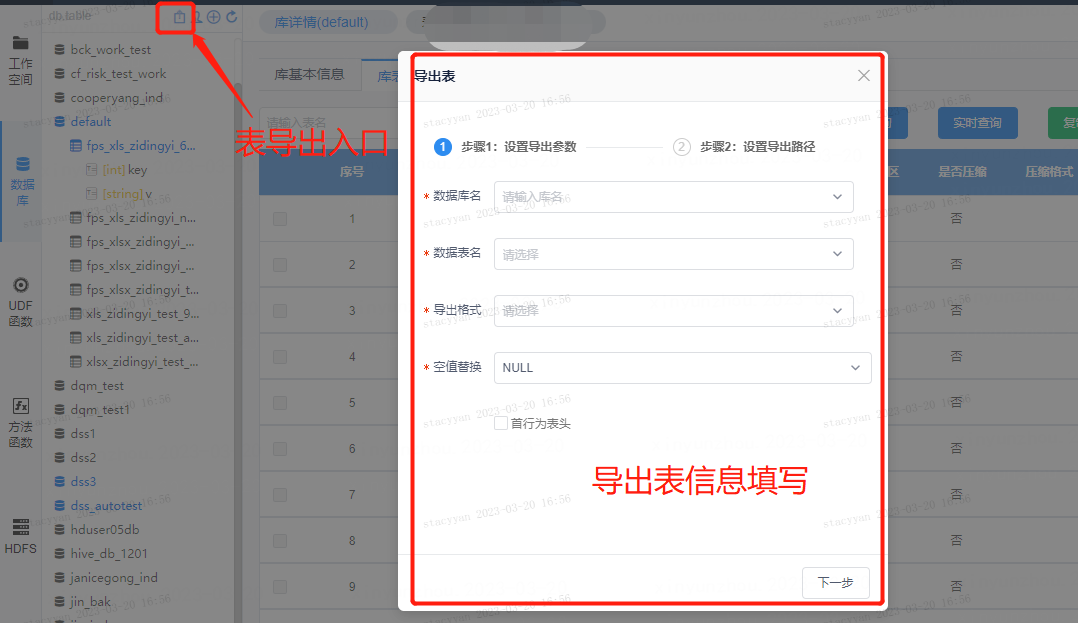 db.table
库详情(default)
工作
空间
bck_work_test
cf_risk_test_work
cooperyang_ind
default
fps_xls_zidingyi_6...
[int] key
[string] v
fps_xls_zidingyi_n...
fps_xlsx_zidingyi_...
fps_xlsx_zidingyi_...
fps_xlsx_zidingyi_t...
xls_zidingyi_test_9...
xls_zidingyi_test_a...
xlsx_zidingyi_test_...
dqm_test
dqm_test1
dss1
dss2
dss3
dss_autotest
hduser05db
hive_db_1201
janicegong_ind
jin_bak
数据
库
UDF
函数
方法
函数
HDFS
表导出入口
库基本信息
库表
请输入表名
实时查询
序号
区
是否压缩
压缩格式
1 否
2 否
3 否
4 否
5 否
6 否
7 否
8 否
9 否
导出表
1 步骤1：设置导出参数
2 步骤2：设置导出路径
* 数据库名 请输入库名
* 数据表名 请选择
* 导出格式 请选择
* 空值替换 NULL
首行为表头
导出表信息填写
下一步
stacyyan 2023-03-20 16:56